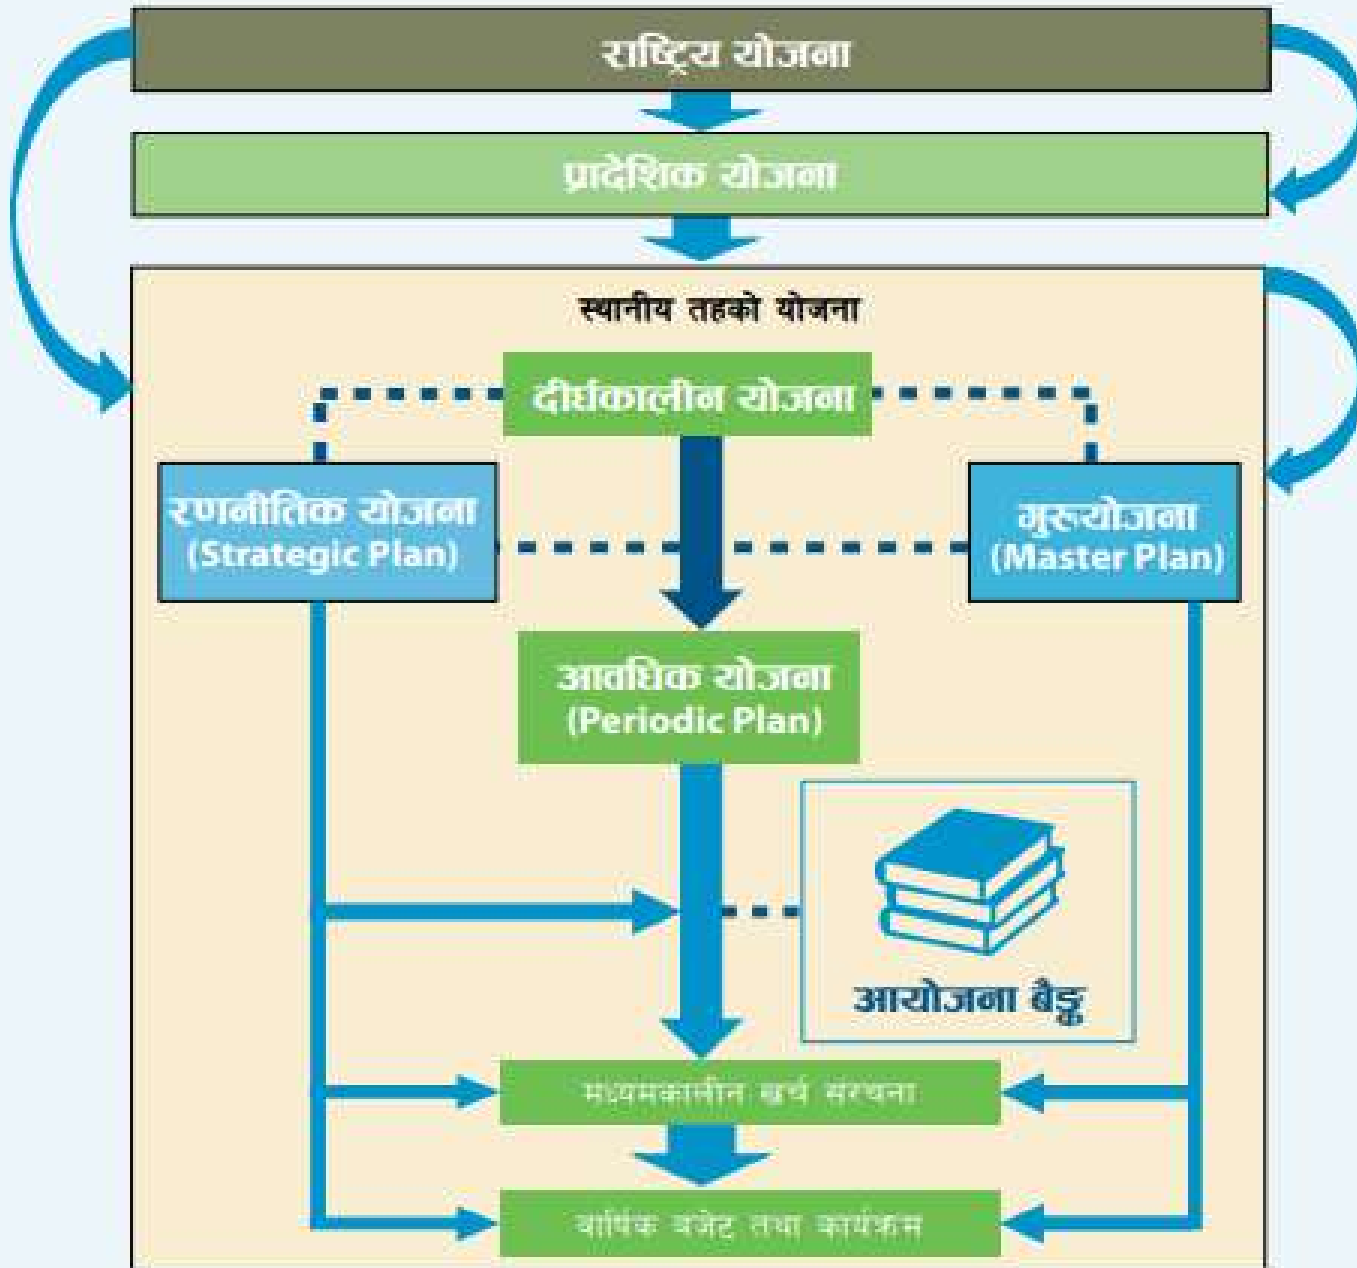 राष्ट्रिय योजना
प्रादेशिक योजना
स्थानीय तहको योजना
दीर्घकालीन योजना
रणनीतिक योजना
(Strategic Plan)
गुरुयोजना
(Master Plan)
आवधिक योजना
(Periodic Plan)
आयोजना बैङ्क
मध्यमकालीन खर्च संरचना
वार्षिक बजेट तथा कार्यक्रम